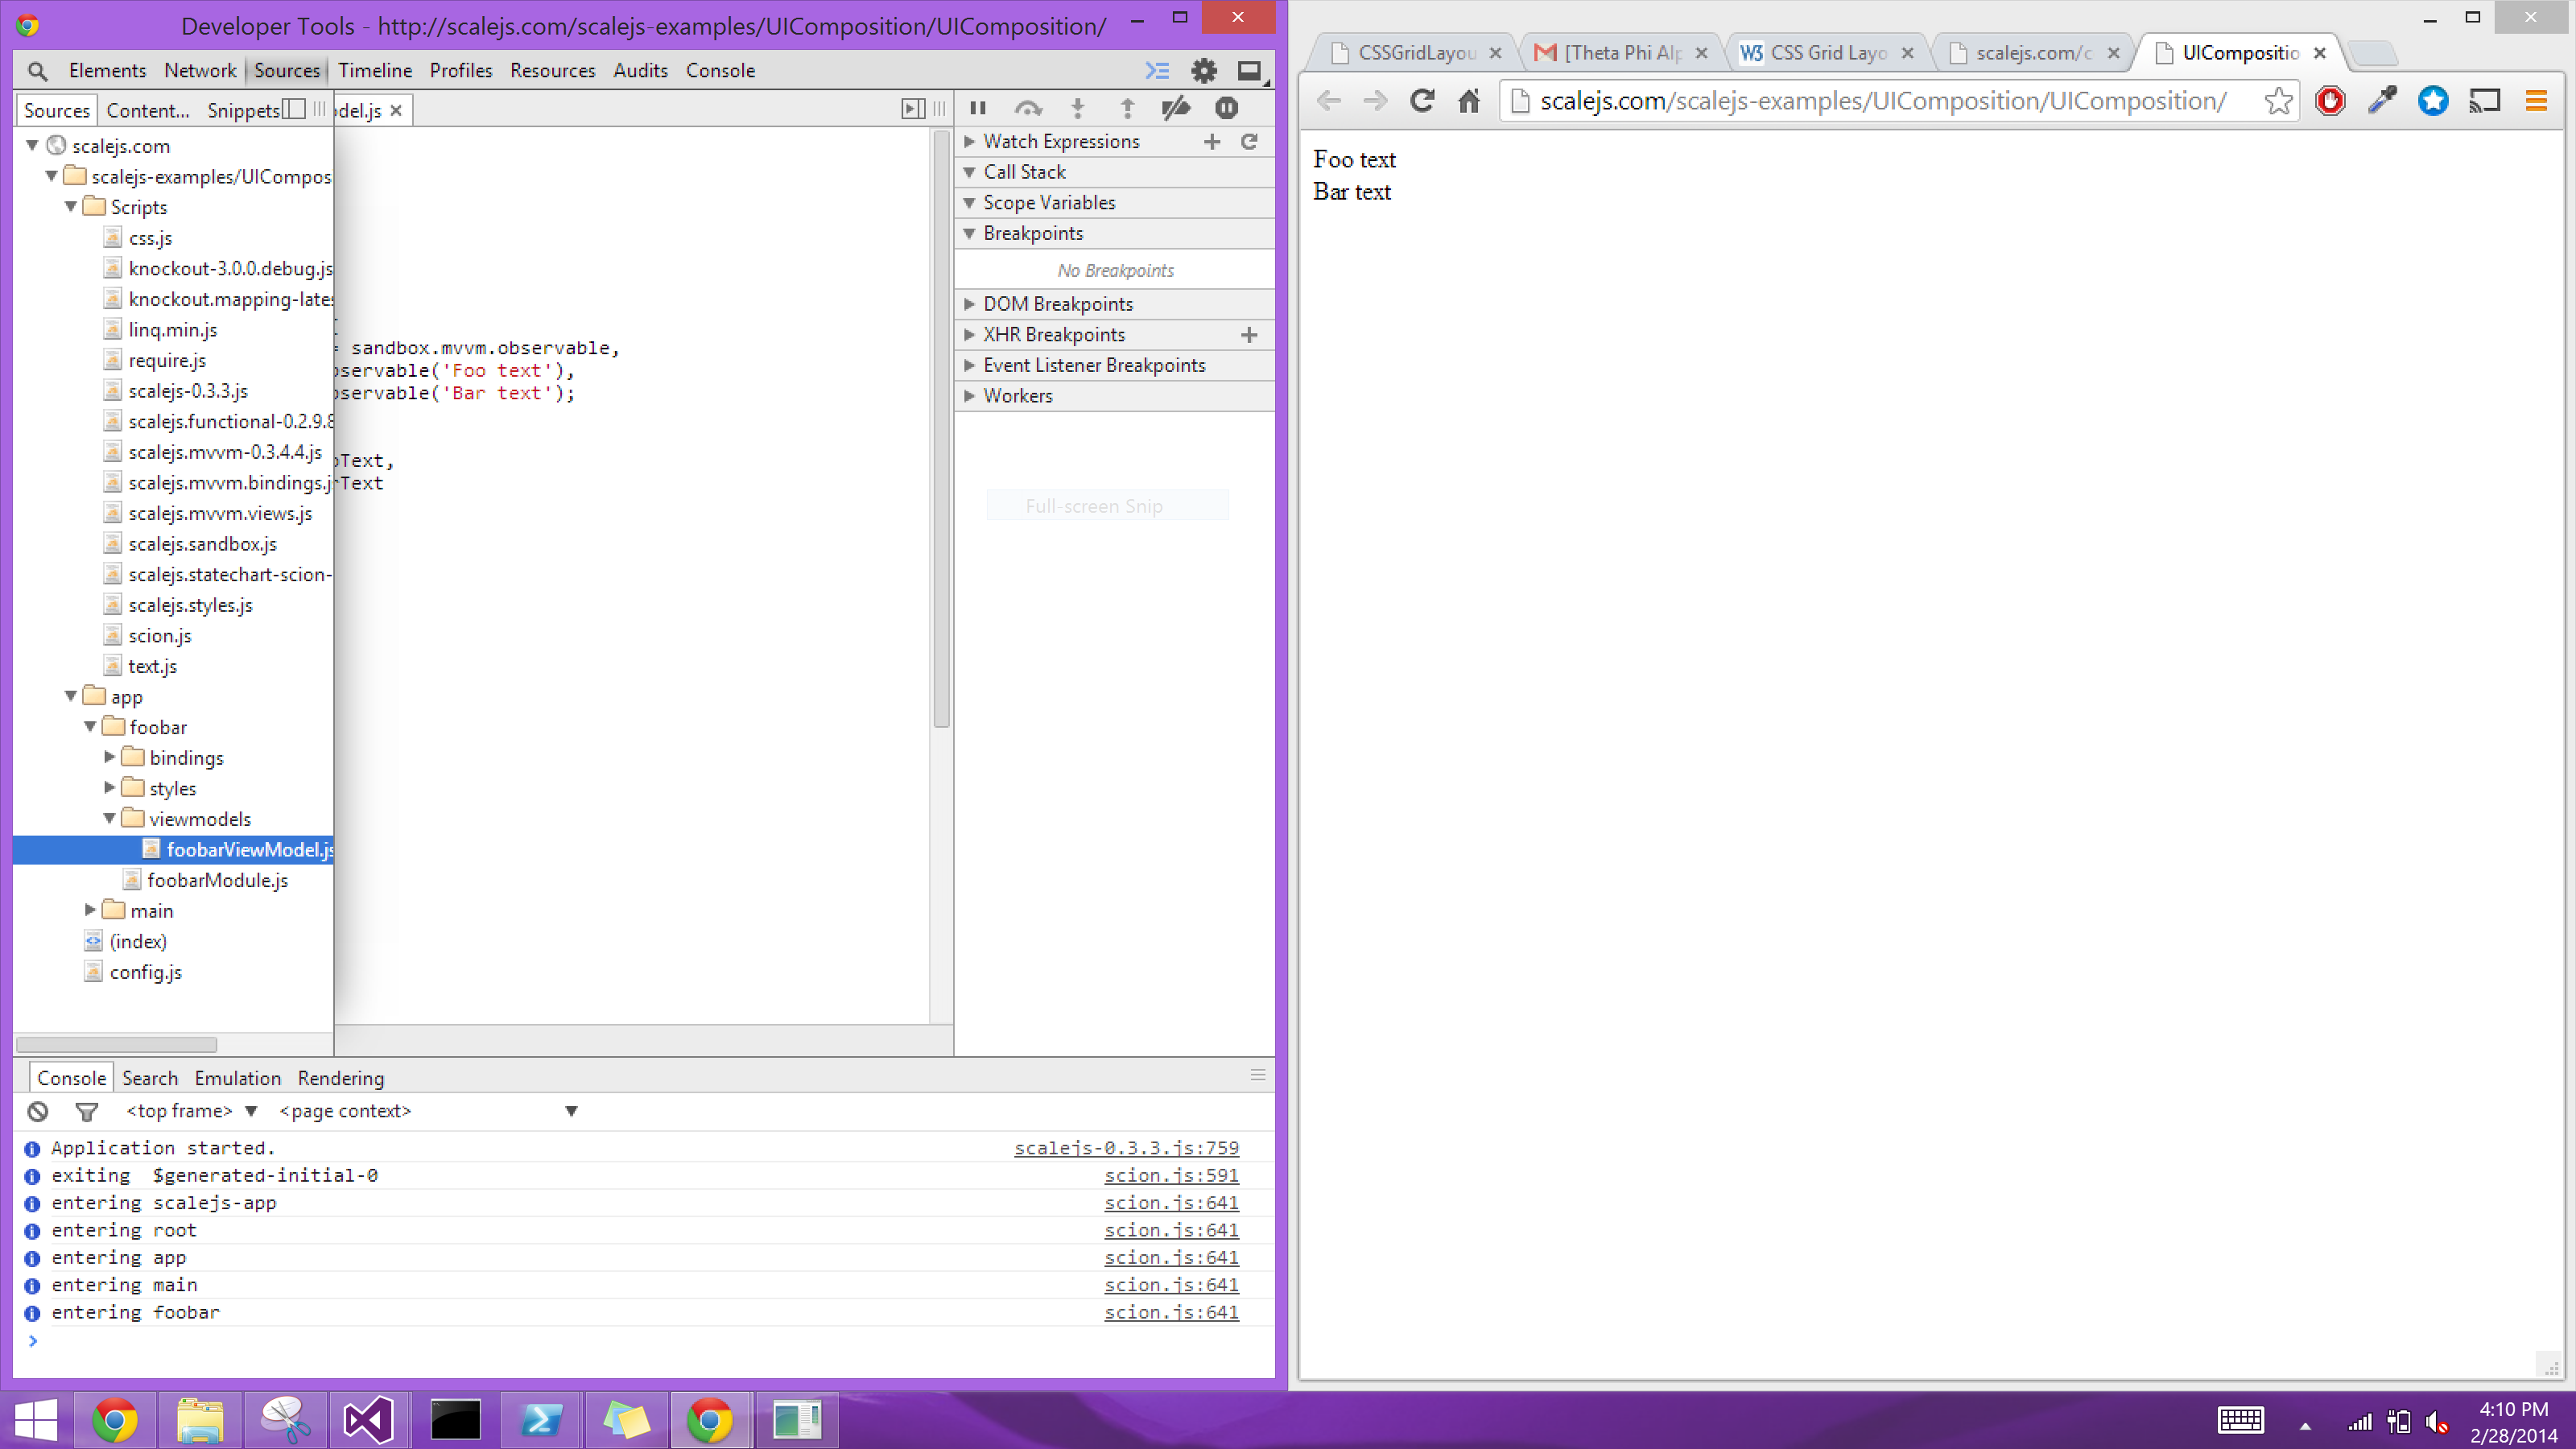 Developer Tools - http://scalejs.com/scalejs-examples/UIComposition/UIComposition/
Elements Network Sources Timeline Profiles Resources Audits Console
Sources Content... Snippets del.js
scalejs.com
scalejs-examples/UICompos
Scripts
css.js
knockout-3.0.0.debug.js
knockout.mapping-late
linq.min.js
require.js
scalejs-0.3.3.js
scalejs.functional-0.2.9.8
scalejs.mvvm-0.3.4.4.js
scalejs.mvvm.bindings.j
scalejs.mvvm.views.js
scalejs.sandbox.js
scalejs.statechart-scion-
scalejs.styles.js
scion.js
text.js
app
foobar
bindings
styles
viewmodels
foobarViewModel.js
foobarModule.js
main
(index)
config.js
= sandbox.mvvm.observable,
servable('Foo text'),
servable('Bar text');
Text,
rText
Watch Expressions
Call Stack
Scope Variables
Breakpoints
No Breakpoints
DOM Breakpoints
XHR Breakpoints
Event Listener Breakpoints
Workers
Full-screen Snip
Console Search Emulation Rendering
<top frame> <page context>
Application started. scalejs-0.3.3.js:759
exiting $generated-initial-0 scion.js:591
entering scalejs-app scion.js:641
entering root scion.js:641
entering app scion.js:641
entering main scion.js:641
entering foobar scion.js:641
CSSGridLayou [Theta Phi Alp W3 CSS Grid Layo scalejs.com/c UICompositio
scalejs.com/scalejs-examples/UIComposition/UIComposition/
Foo text
Bar text
4:10 PM
2/28/2014